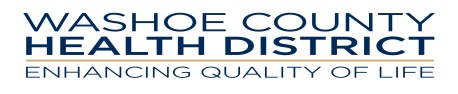 WASHOE COUNTY
HEALTH DISTRICT
ENHANCING QUALITY OF LIFE